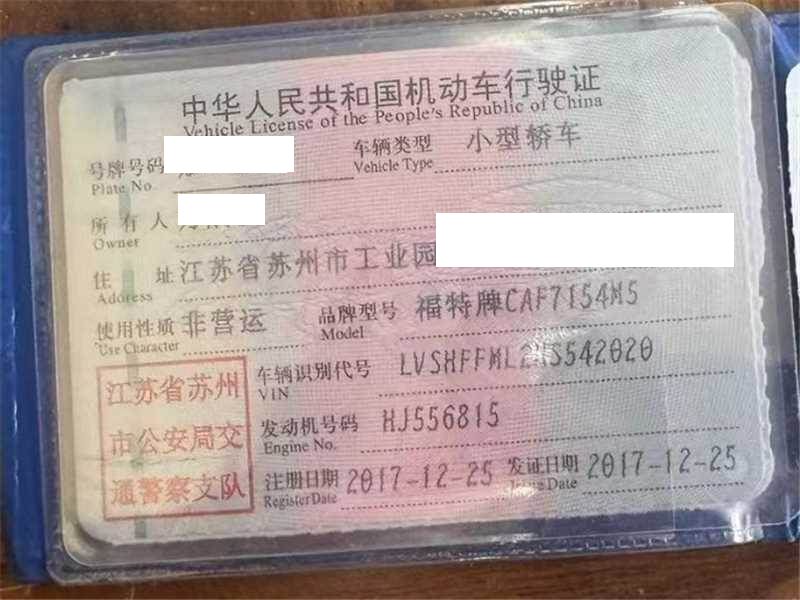 中华人民共和国机动车行驶证
Vehicle License of the People's Republic of China
号牌号码 车辆类型 小型轿车
Plate No. Vehicle Type
所有人
Owner
住址 江苏省苏州市工业园
Address
使用性质 非营运 品牌型号 福特牌CAF7154M5
Use Character Model
江苏省苏州 车辆识别代号
VIN
市公安局交 发动机号码 HJ556815
Engine No.
通警察支队 注册日期 2017-12-25 发证日期 2017-12-25
Register Date Issue Date